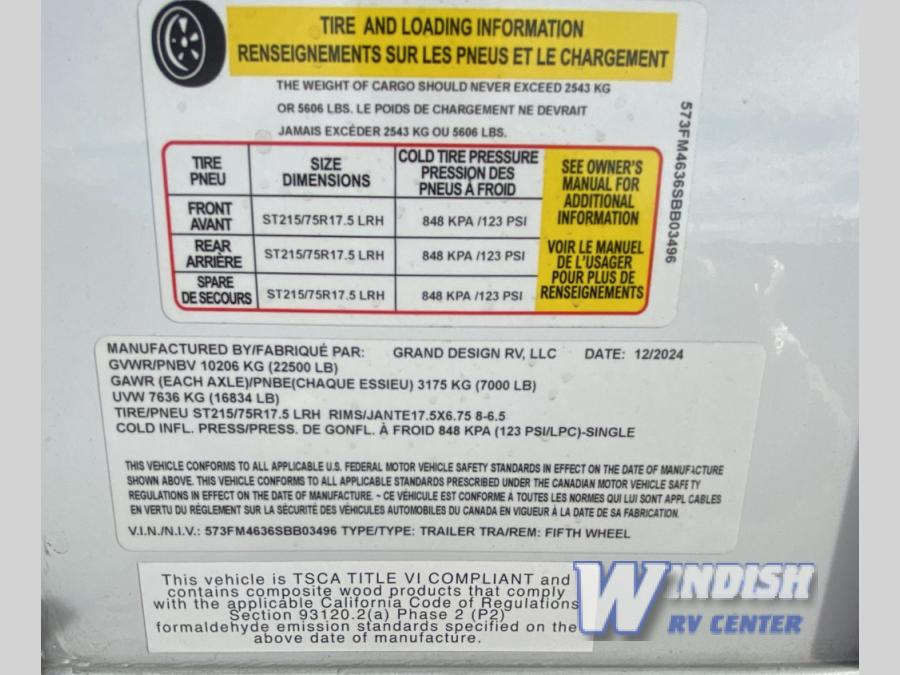 TIRE AND LOADING INFORMATION
RENSEIGNEMENTS SUR LES PNEUS ET LE CHARGEMENT
THE WEIGHT OF CARGO SHOULD NEVER EXCEED 2543 KG
OR 5606 LBS. LE POIDS DE CHARGEMENT NE DEVRAIT
JAMAIS EXCÉDER 2543 KG OU 5606 LBS.
573FM4636SBB03496
TIRE
PNEU
SIZE
DIMENSIONS
COLD TIRE PRESSURE
PRESSION DES
PNEUS À FROID
FRONT
AVANT
ST215/75R17.5 LRH
848 KPA /123 PSI
REAR
ARRIÈRE
ST215/75R17.5 LRH
848 KPA /123 PSI
SPARE
DE SECOURS
ST215/75R17.5 LRH
848 KPA /123 PSI
SEE OWNER'S
MANUAL FOR
ADDITIONAL
INFORMATION
VOIR LE MANUEL
DE L'USAGER
POUR PLUS DE
RENSEIGNEMENTS
MANUFACTURED BY/FABRIQUÉ PAR: GRAND DESIGN RV, LLC DATE: 12/2024
GVWR/PNBV 10206 KG (22500 LB)
GAWR (EACH AXLE)/PNBE(CHAQUE ESSIEU) 3175 KG (7000 LB)
UVW 7636 KG (16834 LB)
TIRE/PNEU ST215/75R17.5 LRH RIMS/JANTE17.5X6.75 8-6.5
COLD INFL. PRESS/PRESS. DE GONFL. À FROID 848 KPA (123 PSI/LPC)-SINGLE
THIS VEHICLE CONFORMS TO ALL APPLICABLE U.S. FEDERAL MOTOR VEHICLE SAFETY STANDARDS IN EFFECT ON THE DATE OF MANUFACTURE
SHOWN ABOVE. THIS VEHICLE CONFORMS TO ALL APPLICABLE STANDARDS PRESCRIBED UNDER THE CANADIAN MOTOR VEHICLE SAFETY
REGULATIONS IN EFFECT ON THE DATE OF MANUFACTURE. ~ CE VÉHICULE EST CONFORME À TOUTES LES NORMES QUI LUI SONT APPLICABLES
EN VERTU DU RÈGLEMENT SUR LA SÉCURITÉ DES VÉHICULES AUTOMOBILES DU CANADA EN VIGUEUR À LA DATE DE SA FABRICATION.
V.I.N./N.I.V.: 573FM4636SBB03496 TYPE/TYPE: TRAILER TRA/REM: FIFTH WHEEL
This vehicle is TSCA TITLE VI COMPLIANT and
contains composite wood products that comply
with the applicable California Code of Regulations
Section 93120.2(a) Phase 2 (P2)
formaldehyde emission standards specified on the
above date of manufacture.
WINDISH
RV CENTER